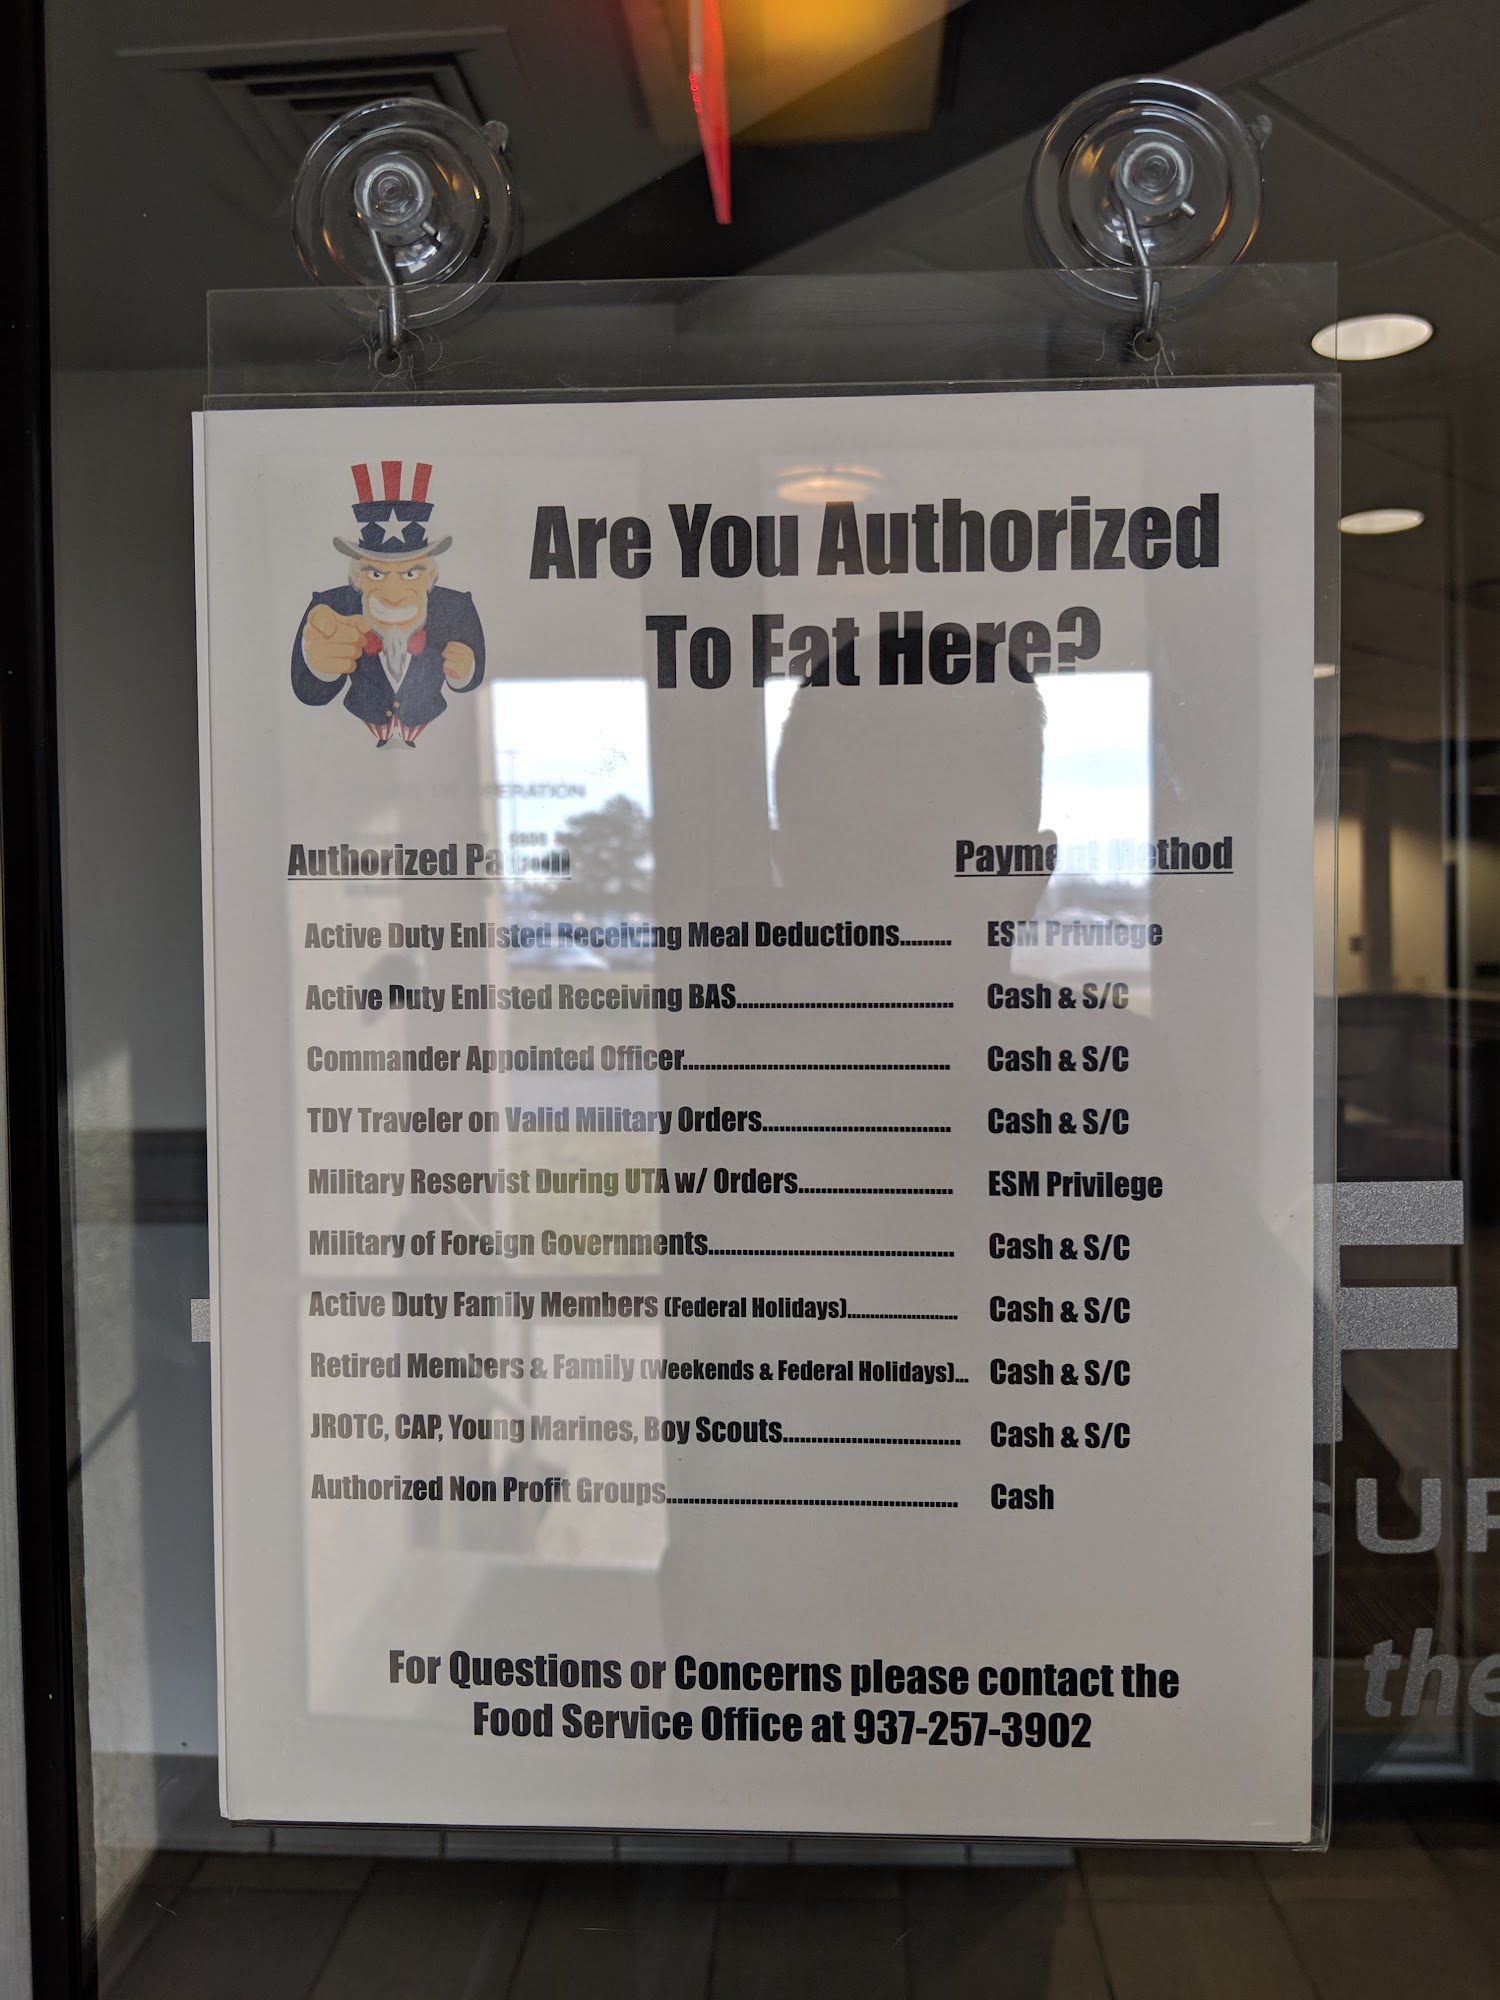 Are You Authorized
To Eat Here?
Authorized Patron Payment Method
Active Duty Enlisted Receiving Meal Deductions......... ESM Privilege
Active Duty Enlisted Receiving BAS.......................................... Cash & S/C
Commander Appointed Officer.................................................... Cash & S/C
TDY Traveler on Valid Military Orders..................................... Cash & S/C
Military Reservist During UTA w/ Orders.............................. ESM Privilege
Military of Foreign Governments................................................ Cash & S/C
Active Duty Family Members (Federal Holidays)...................... Cash & S/C
Retired Members & Family (Weekends & Federal Holidays)... Cash & S/C
JROTC, CAP, Young Marines, Boy Scouts................................... Cash & S/C
Authorized Non Profit Groups......................................................... Cash
For Questions or Concerns please contact the
Food Service Office at 937-257-3902
the